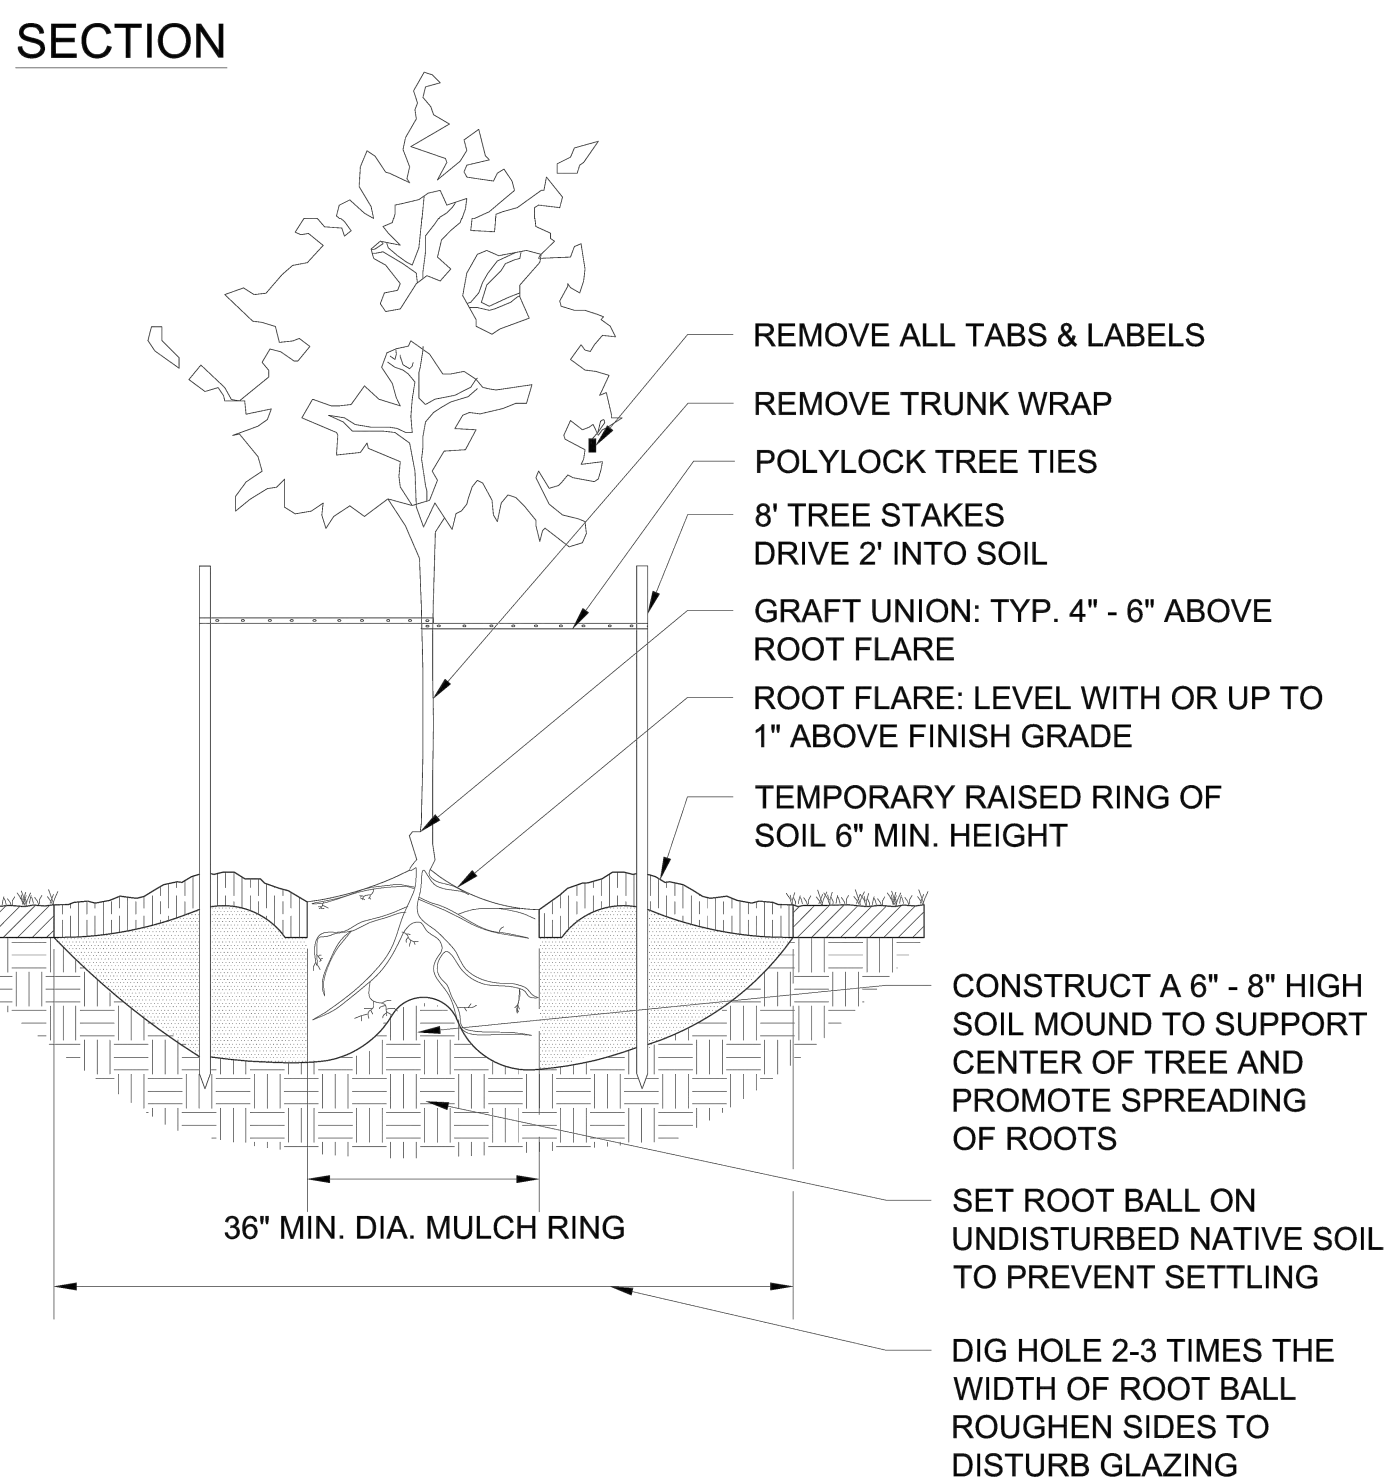 SECTION
REMOVE ALL TABS & LABELS
REMOVE TRUNK WRAP
POLYLOCK TREE TIES
8' TREE STAKES
DRIVE 2' INTO SOIL
GRAFT UNION: TYP. 4" - 6" ABOVE
ROOT FLARE
ROOT FLARE: LEVEL WITH OR UP TO
1" ABOVE FINISH GRADE
TEMPORARY RAISED RING OF
SOIL 6" MIN. HEIGHT
CONSTRUCT A 6" - 8" HIGH
SOIL MOUND TO SUPPORT
CENTER OF TREE AND
PROMOTE SPREADING
OF ROOTS
SET ROOT BALL ON
UNDISTURBED NATIVE SOIL
TO PREVENT SETTLING
36" MIN. DIA. MULCH RING
DIG HOLE 2-3 TIMES THE
WIDTH OF ROOT BALL
ROUGHEN SIDES TO
DISTURB GLAZING